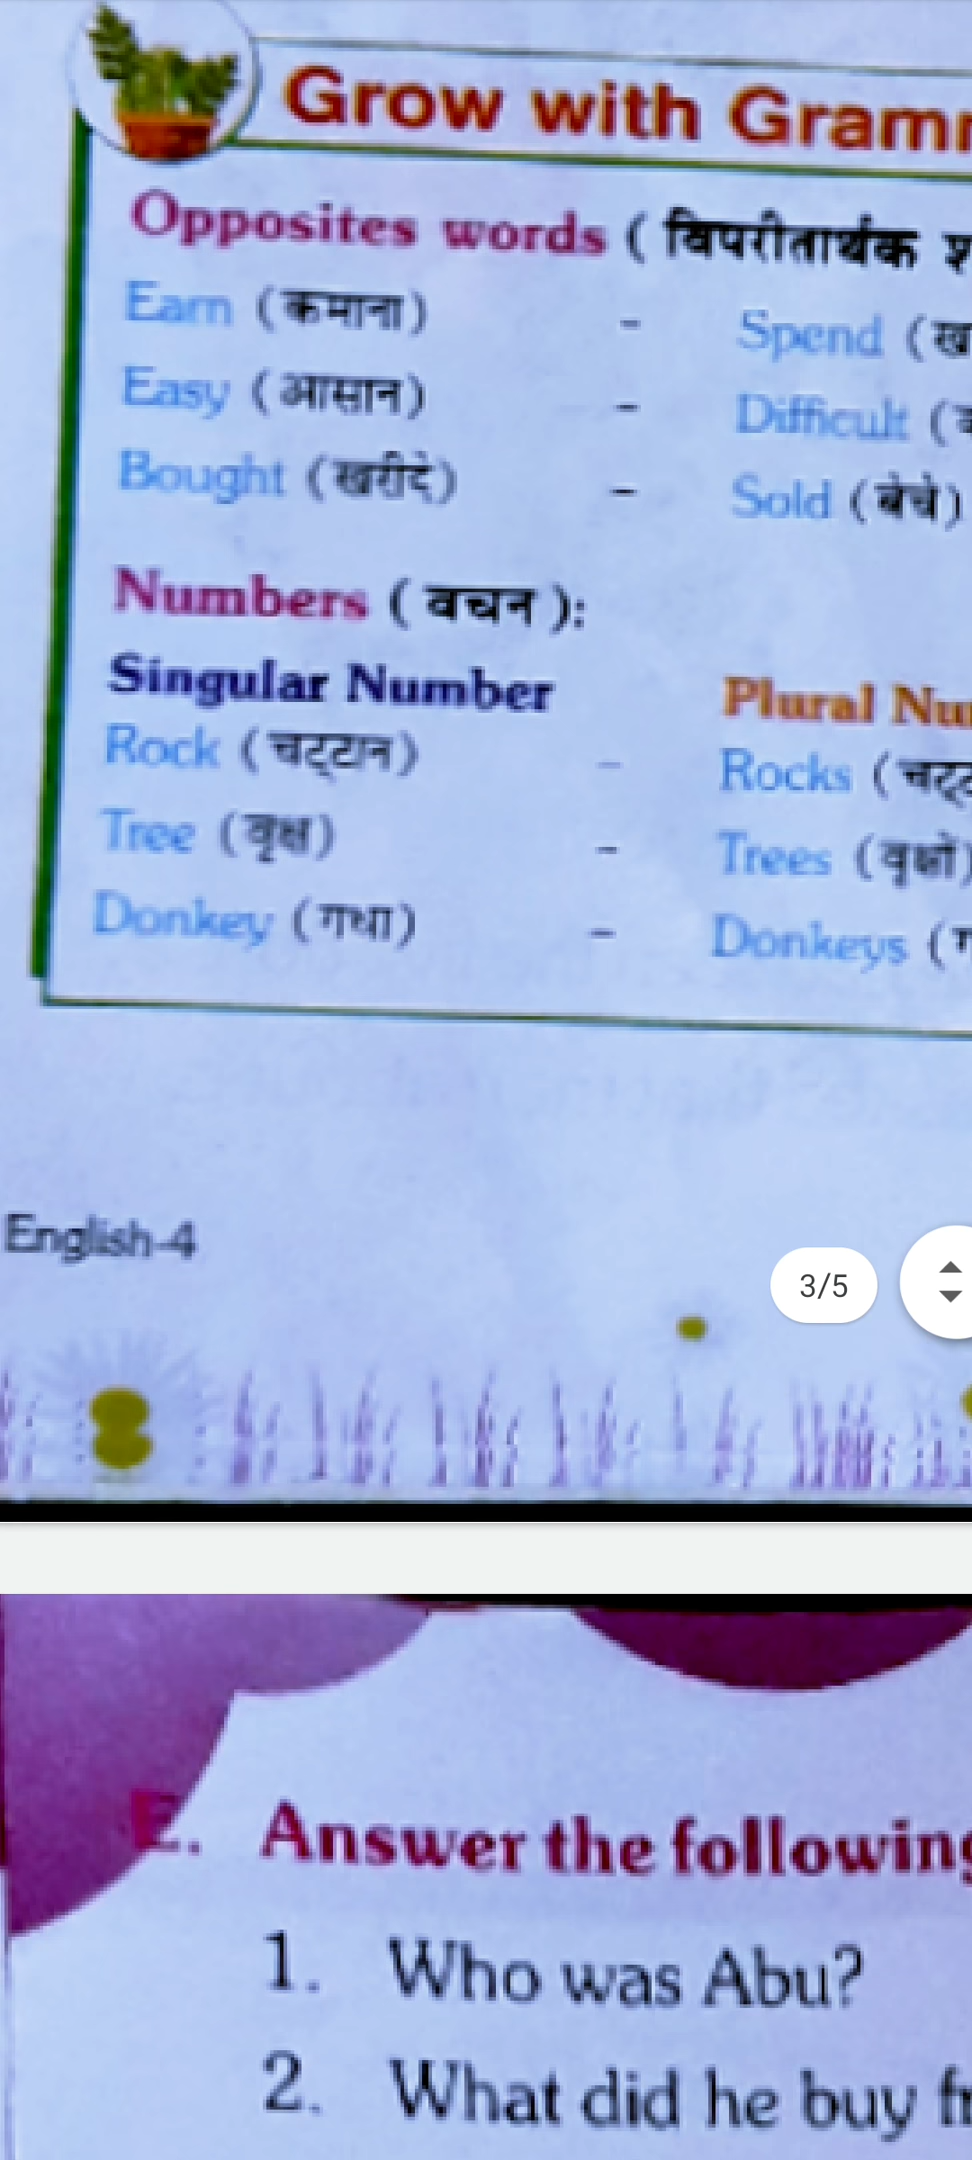 Grow with
Opposites words ( विपरीतार्थक
Earn (कमाना) - Spend
Easy (आसान) - Difficult
Bought (खरीदे) - Sold (बेचे)
Numbers ( वचन ):
Singular Number Plural
Rock (चट्टान) - Rocks
Tree (वृक्ष) - Trees (वृक्षों)
Donkey (गधा) - Donkeys
English-4
3/5
E. Answer the following
1. Who was Abu?
2. What did he buy